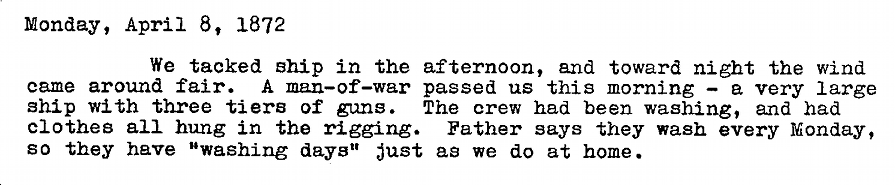 Monday, April 8, 1872
We tacked ship in the afternoon, and toward night the wind
came around fair. A man-of-war passed us this morning - a very large
ship with three tiers of guns. The crew had been washing, and had
clothes all hung in the rigging. Father says they wash every Monday,
so they have "washing days" just as we do at home.